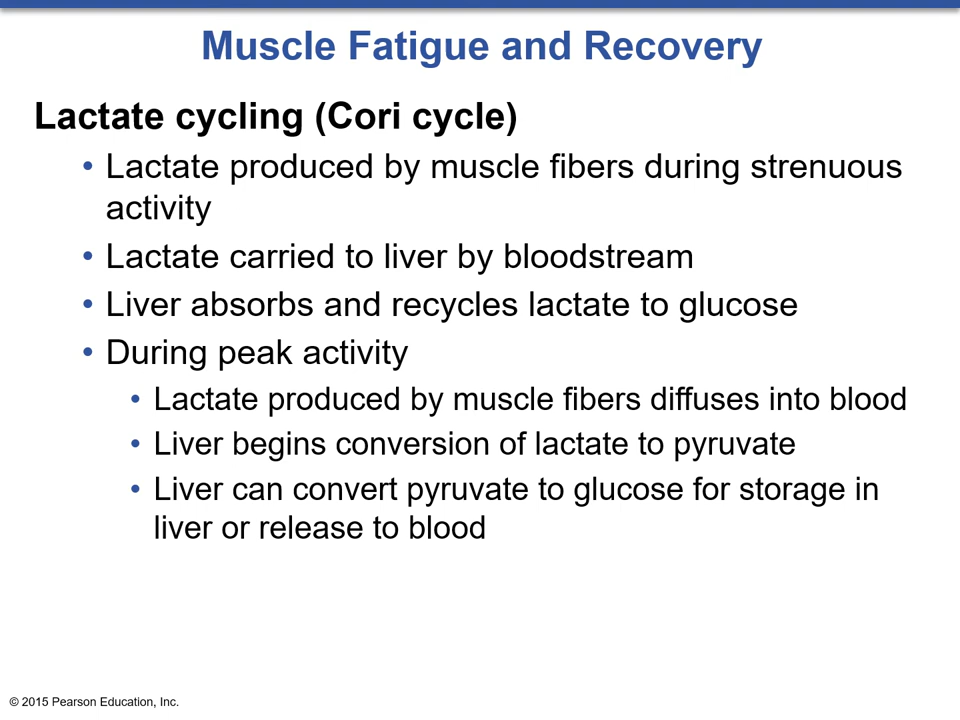 Muscle Fatigue and Recovery
Lactate cycling (Cori cycle)
• Lactate produced by muscle fibers during strenuous
activity
• Lactate carried to liver by bloodstream
• Liver absorbs and recycles lactate to glucose
• During peak activity
• Lactate produced by muscle fibers diffuses into blood
• Liver begins conversion of lactate to pyruvate
• Liver can convert pyruvate to glucose for storage in
liver or release to blood
© 2015 Pearson Education, Inc.